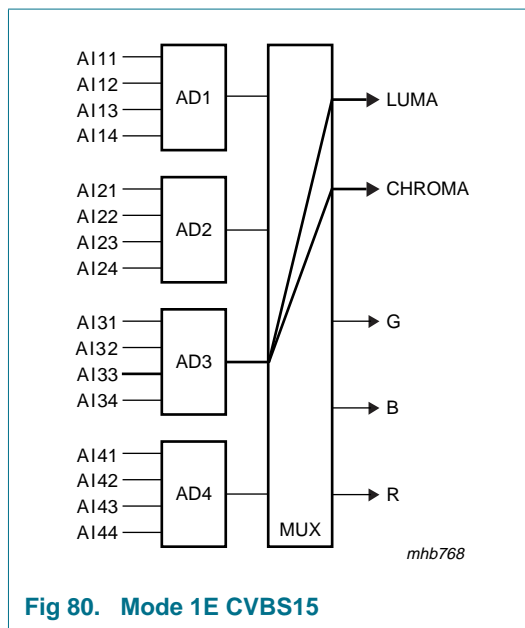 AI11
AI12
AI13
AI14
AD1
AI21
AI22
AI23
AI24
AD2
AI31
AI32
AI33
AI34
AD3
AI41
AI42
AI43
AI44
AD4
MUX
LUMA
CHROMA
G
B
R
mhb768
Fig 80. Mode 1E CVBS15